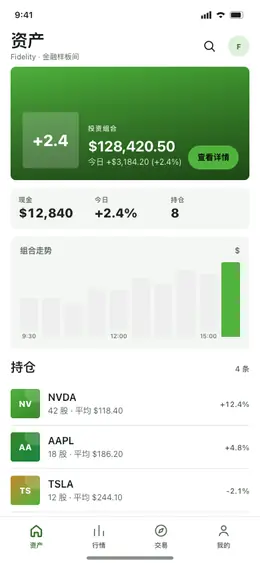 9:41
资产
Fidelity · 金融样板间
F
+2.4
投资组合
$128,420.50
今日 +$3,184.20 (+2.4%)
查看详情
现金
今日
持仓
$12,840
+2.4%
8
组合走势
$
9:30
12:00
15:00
持仓
4 条
NV
NVDA
42 股 · 平均 $118.40
+12.4%
AA
AAPL
18 股 · 平均 $186.20
+4.8%
TS
TSLA
12 股 · 平均 $244.10
-2.1%
资产
行情
交易
我的